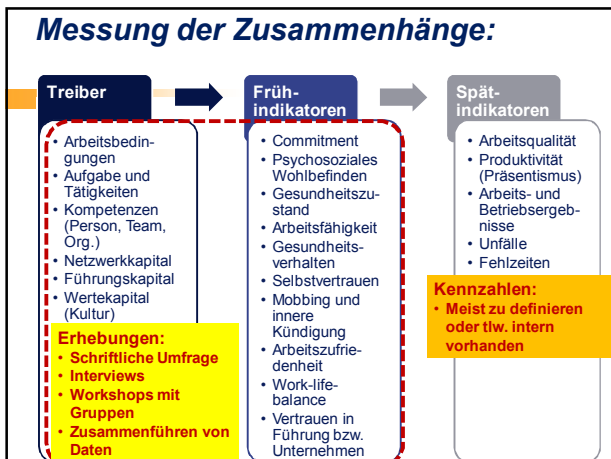 Messung der Zusammenhänge:
Treiber
• Arbeitsbedin-
gungen
• Aufgabe und
Tätigkeiten
• Kompetenzen
(Person, Team,
Org.)
• Netzwerkkapital
• Führungskapital
• Wertekapital
(Kultur)
Erhebungen:
• Schriftliche Umfrage
• Interviews
• Workshops mit
Gruppen
• Zusammenführen von
Daten
Früh-
indikatoren
• Commitment
• Psychosoziales
Wohlbefinden
• Gesundheitszu-
stand
• Arbeitsfähigkeit
• Gesundheits-
verhalten
• Selbstvertrauen
• Mobbing und
innere
Kündigung
• Arbeitszufrie-
denheit
• Work-life-
balance
• Vertrauen in
Führung bzw.
Unternehmen
Spät-
indikatoren
• Arbeitsqualität
• Produktivität
(Präsentismus)
• Arbeits- und
Betriebsergeb-
nisse
• Unfälle
• Fehlzeiten
Kennzahlen:
• Meist zu definieren
oder tlw. intern
vorhanden